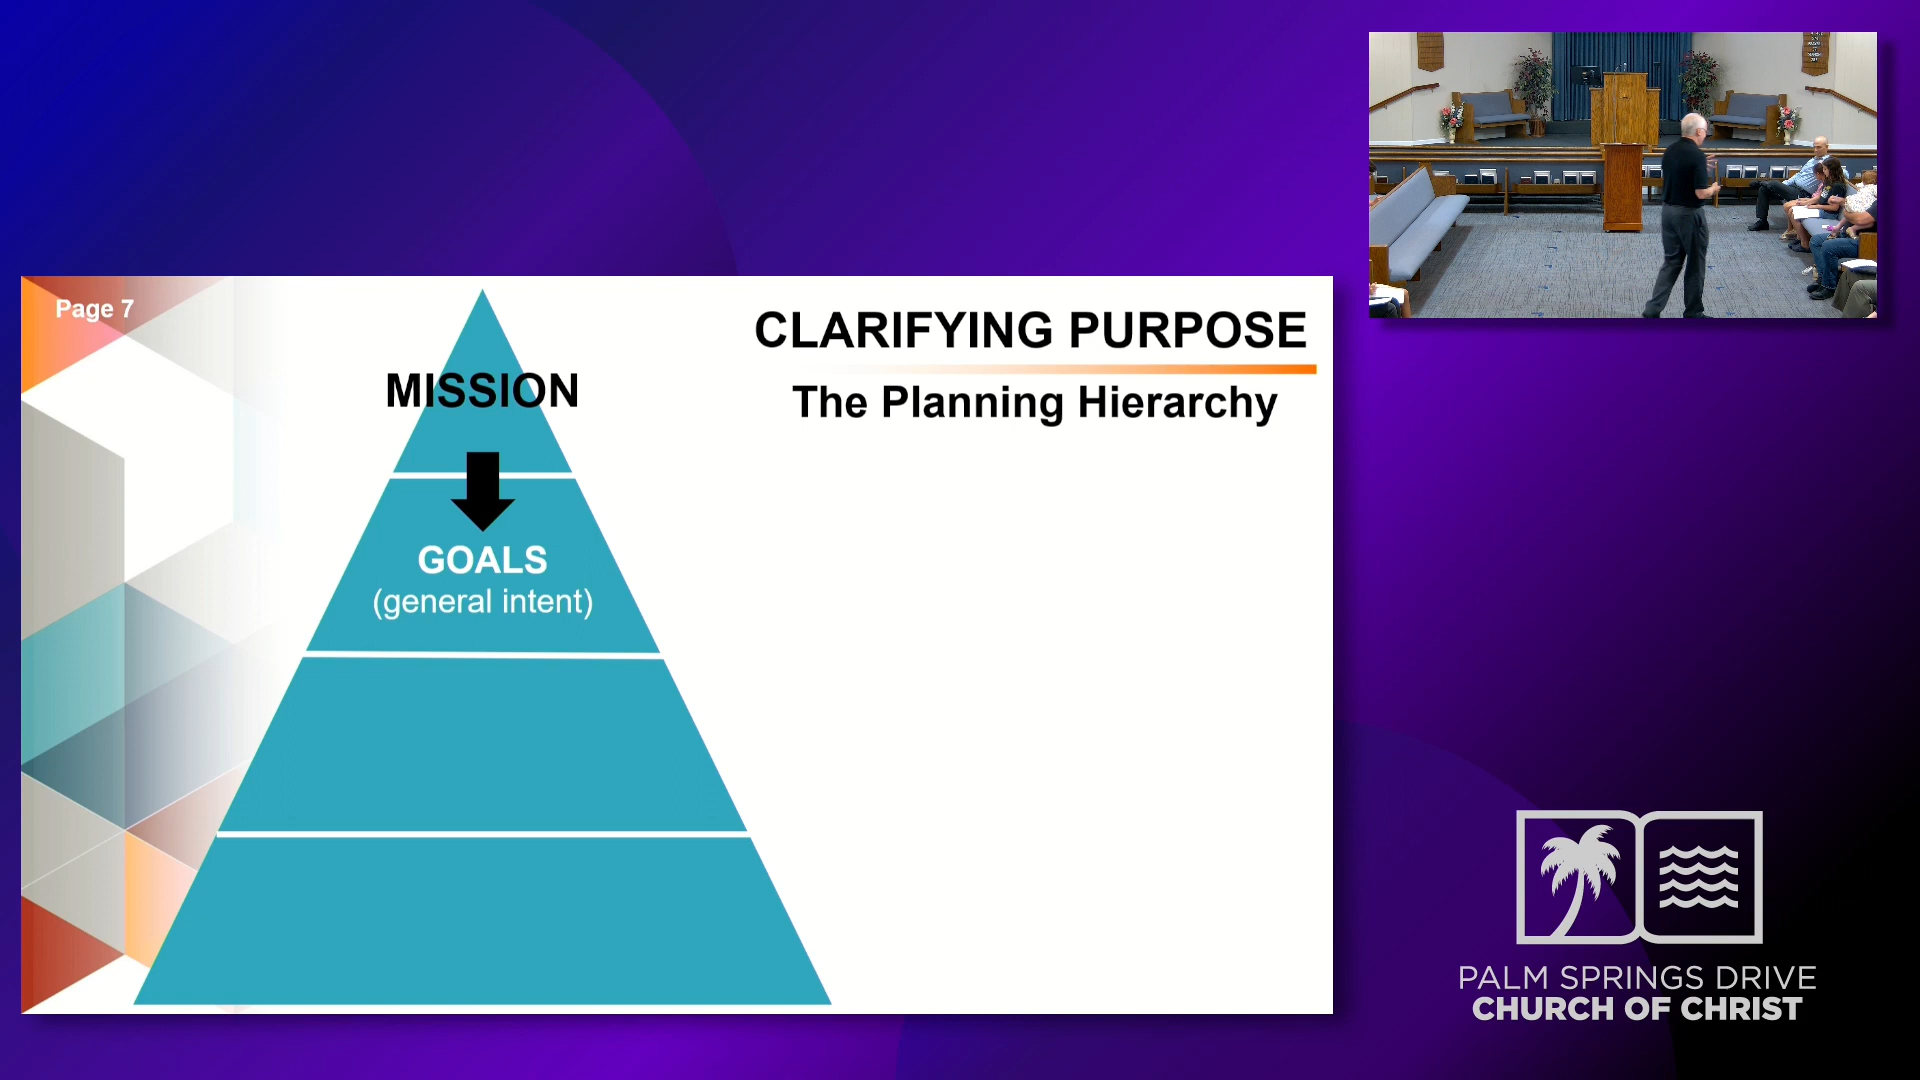 Page 7
MISSION
GOALS
(general intent)
CLARIFYING PURPOSE
The Planning Hierarchy
PALM SPRINGS DRIVE
CHURCH OF CHRIST